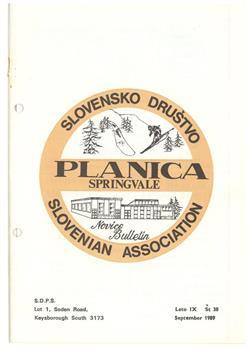 SLOVENSKO DRUŠTVO
PLANICA
SPRINGVALE
Novice
Bulletin
SLOVENIAN ASSOCIATION
S.D.P.S.
Lot 1, Soden Road,
Keysborough South 3173
Leto IX Št 38
September 1989